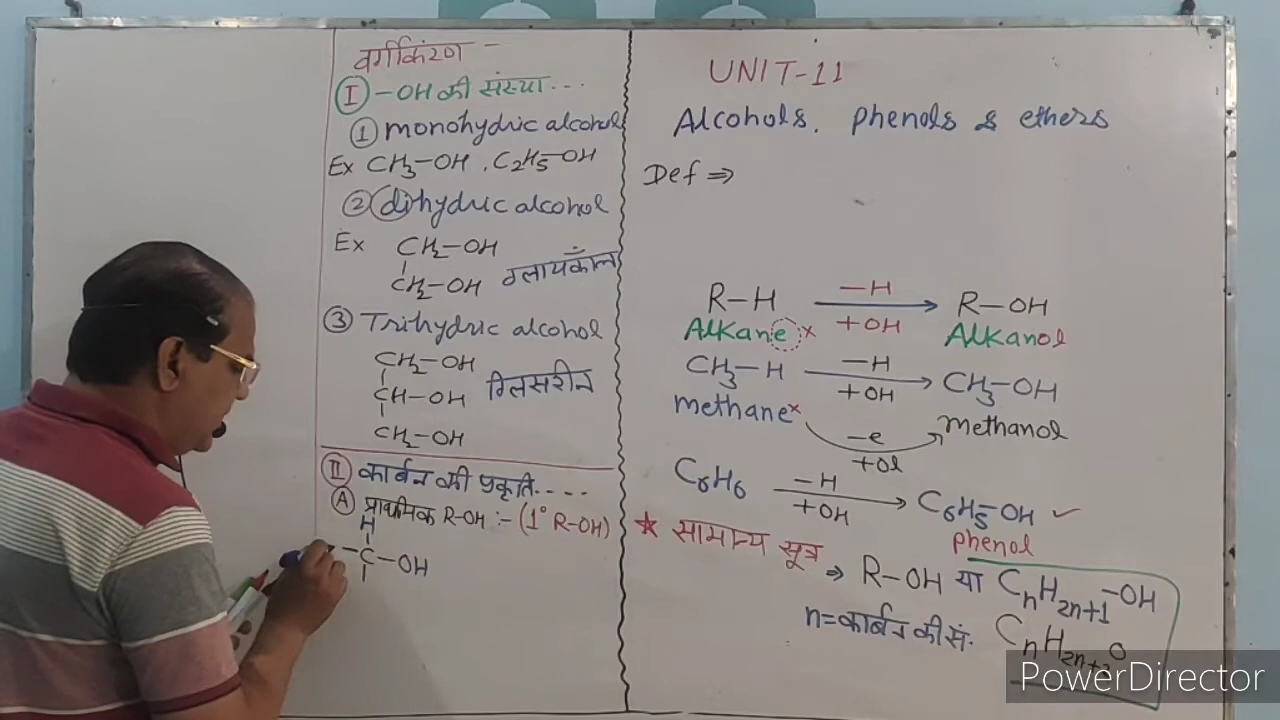 वर्गीकरण -
I -OH की संख्या...
① monohydric alcohol
Ex CH3-OH, C2H5-OH
② dihydric alcohol
Ex CH2-OH
CH2-OH ग्लायकॉल
③ Trihydric alcohol
CH2-OH
CH-OH ग्लिसरीन
CH2-OH
II कार्बन की प्रकृति....
A प्राथमिक R-OH :- (1° R-OH)
H
-C-OH
UNIT-11
Alcohols, phenols & ethers
Def ⇒
R-H -H +OH → R-OH
Alkane × Alkanol
CH3-H -H +OH → CH3-OH
methane × -e +ol methanol
C6H6 -H +OH → C6H5-OH ✓
phenol
★ सामान्य सूत्र
⇒ R-OH या CnH2n+1-OH
n=कार्बन की सं. CnH2n+2O
PowerDirector